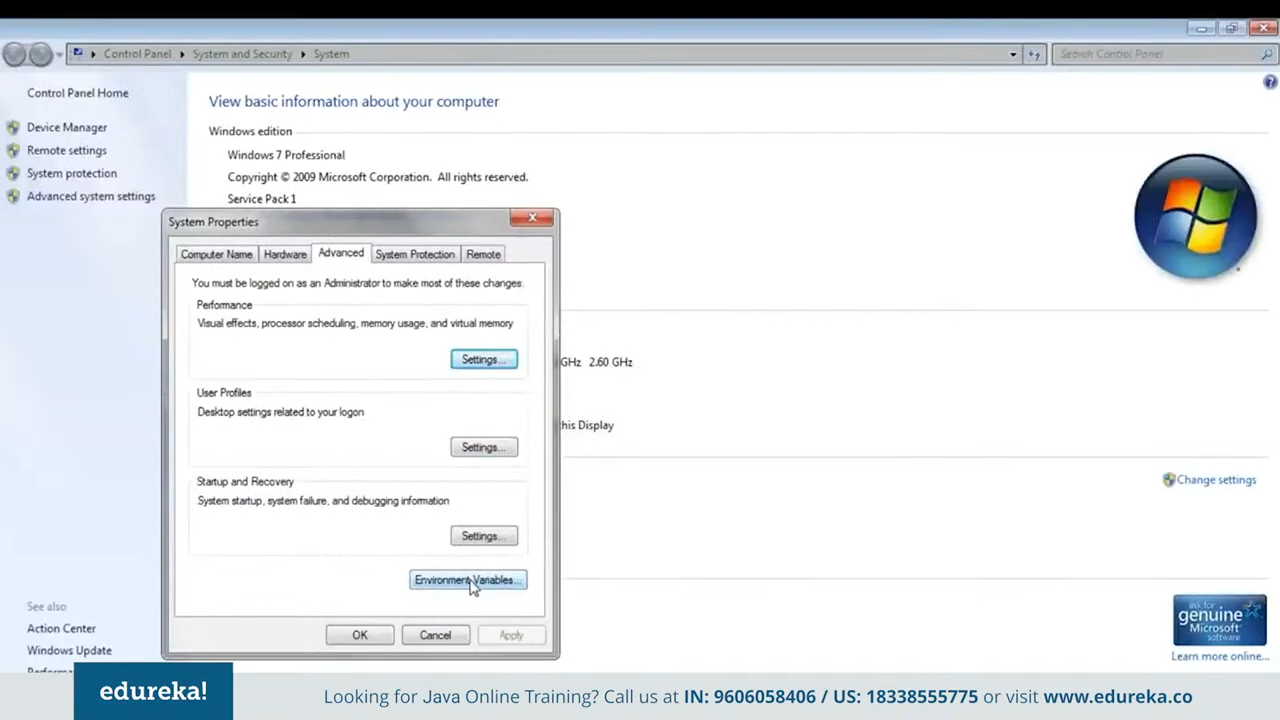 Control Panel System and Security System
Search Control Panel
Control Panel Home
Device Manager
Remote settings
System protection
Advanced system settings
View basic information about your computer
Windows edition
Windows 7 Professional
Copyright © 2009 Microsoft Corporation. All rights reserved.
Service Pack 1
System Properties
Computer Name Hardware Advanced System Protection Remote
You must be logged on as an Administrator to make most of these changes.
Performance
Visual effects, processor scheduling, memory usage, and virtual memory
Settings...
User Profiles
Desktop settings related to your logon
Settings...
Startup and Recovery
System startup, system failure, and debugging information
Settings...
Environment Variables...
OK Cancel Apply
GHz 2.60 GHz
this Display
Change settings
See also
Action Center
Windows Update
ask for
genuine
Microsoft
software
Learn more online...
edureka!
Looking for Java Online Training? Call us at IN: 9606058406 / US: 18338555775 or visit www.edureka.co